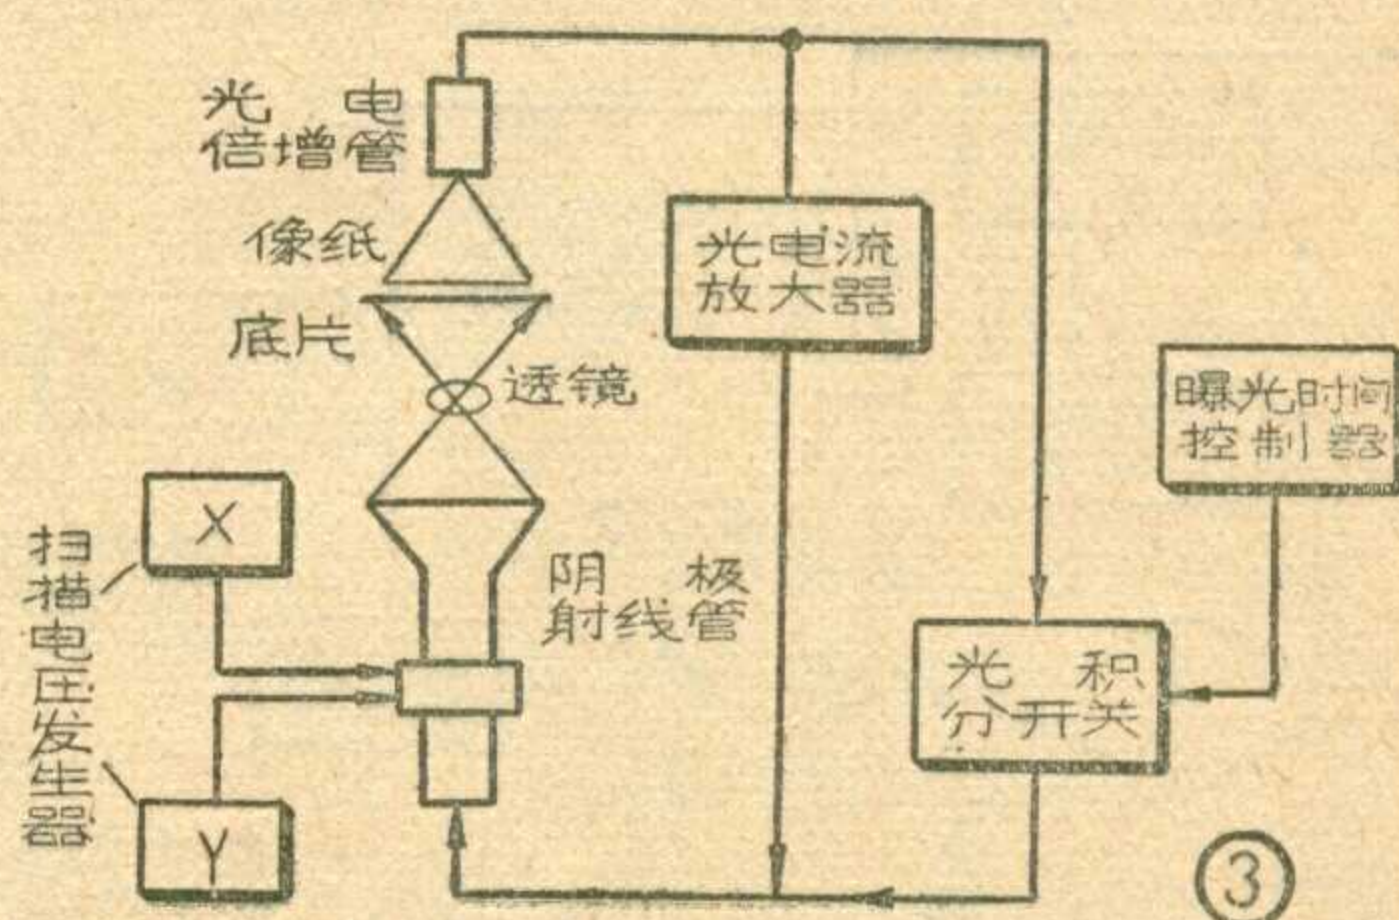 光电
倍增管
像纸
底片
透镜
光电流
放大器
曝光时间
控制器
X
扫描电压发生器
Y
阴极
射线管
光积
分开关
③